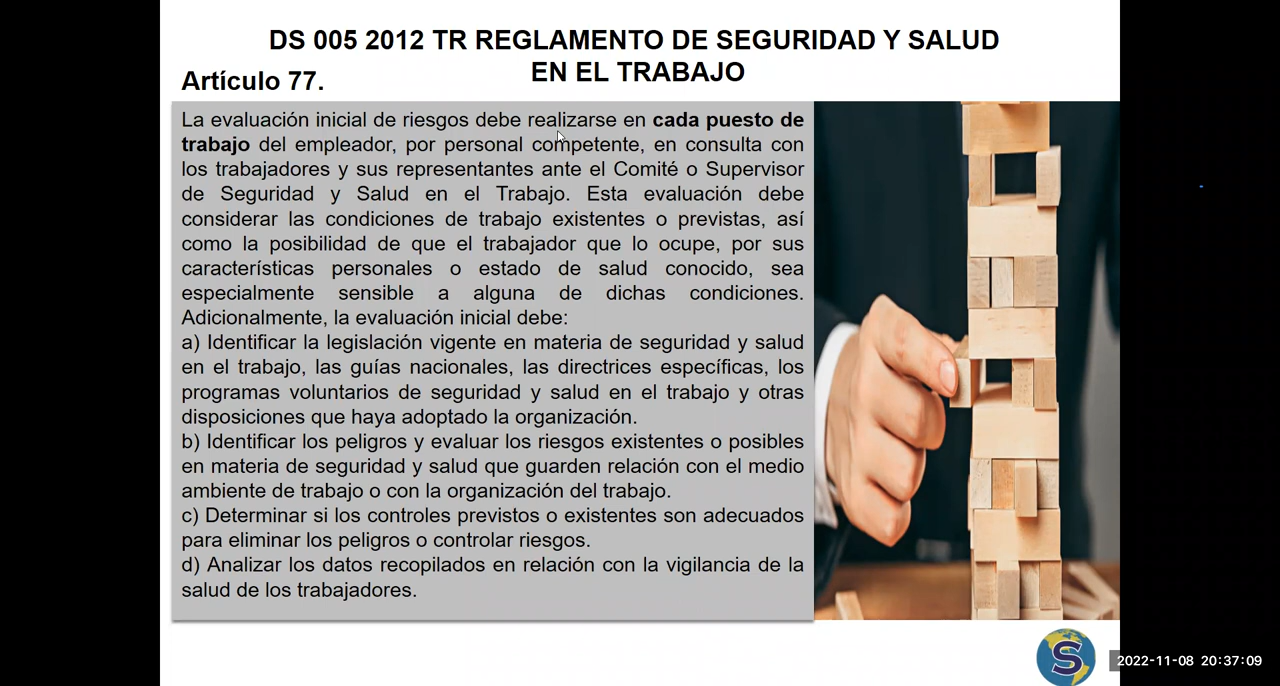 DS 005 2012 TR REGLAMENTO DE SEGURIDAD Y SALUD
EN EL TRABAJO
Artículo 77.
La evaluación inicial de riesgos debe realizarse en cada puesto de
trabajo del empleador, por personal competente, en consulta con
los trabajadores y sus representantes ante el Comité o Supervisor
de Seguridad y Salud en el Trabajo. Esta evaluación debe
considerar las condiciones de trabajo existentes o previstas, así
como la posibilidad de que el trabajador que lo ocupe, por sus
características personales o estado de salud conocido, sea
especialmente sensible a alguna de dichas condiciones.
Adicionalmente, la evaluación inicial debe:
a) Identificar la legislación vigente en materia de seguridad y salud
en el trabajo, las guías nacionales, las directrices específicas, los
programas voluntarios de seguridad y salud en el trabajo y otras
disposiciones que haya adoptado la organización.
b) Identificar los peligros y evaluar los riesgos existentes o posibles
en materia de seguridad y salud que guarden relación con el medio
ambiente de trabajo o con la organización del trabajo.
c) Determinar si los controles previstos o existentes son adecuados
para eliminar los peligros o controlar riesgos.
d) Analizar los datos recopilados en relación con la vigilancia de la
salud de los trabajadores.
S
2022-11-08 20:37:09